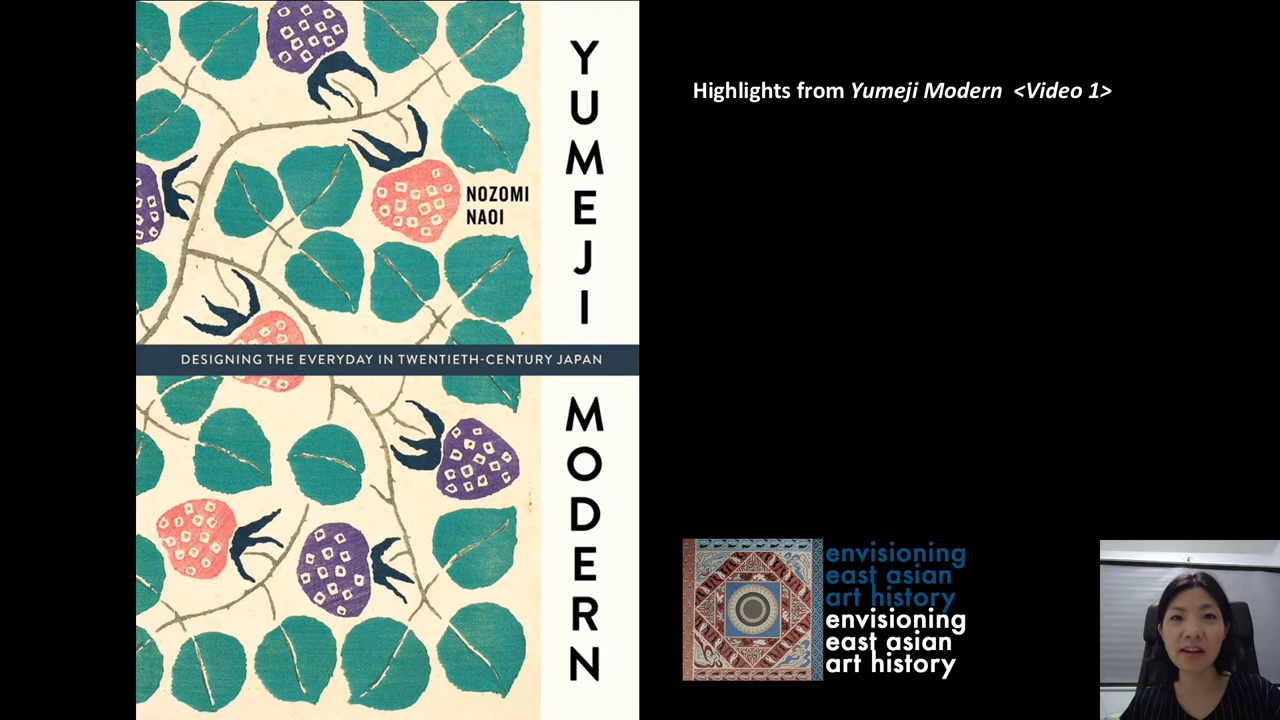 YUMEJI
NOZOMI
NAOI
DESIGNING THE EVERYDAY IN TWENTIETH-CENTURY JAPAN
MODERN
Highlights from Yumeji Modern <Video 1>
envisioning
east asian
art history
envisioning
east asian
art history